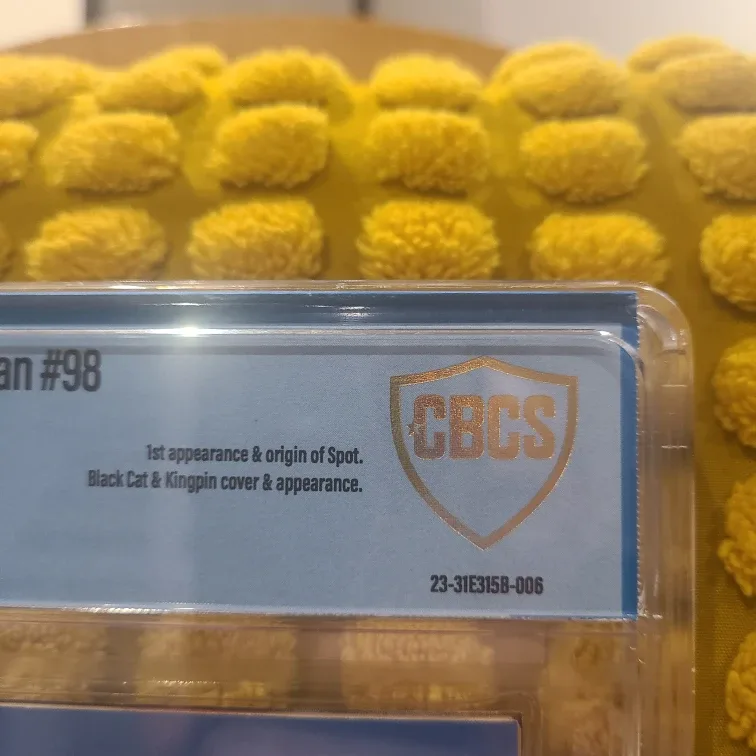 an #98
1st appearance & origin of Spot.
Black Cat & Kingpin cover & appearance.
CBCS
23-31E315B-006